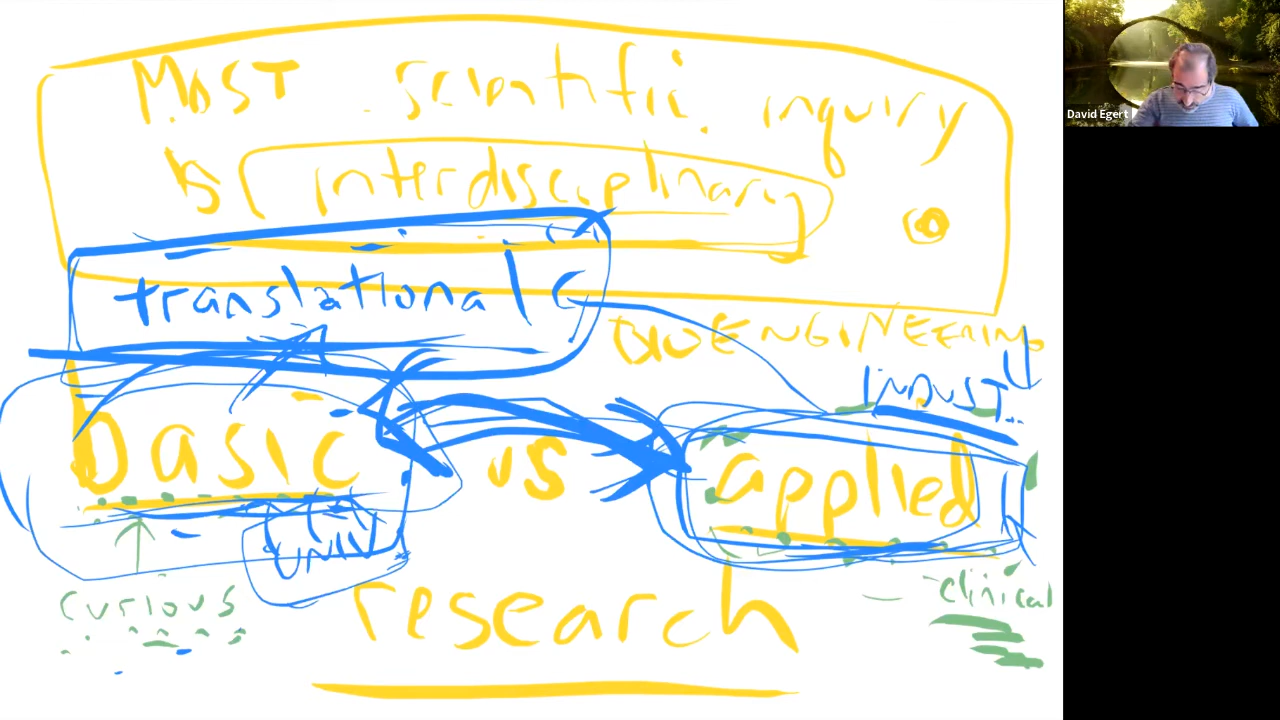 MOST scientific inquiry
is interdisciplinary
David Egert
translational
BIOENGINEERING
INDUST..
basic vs applied
UNIV
curious
research
- clinical